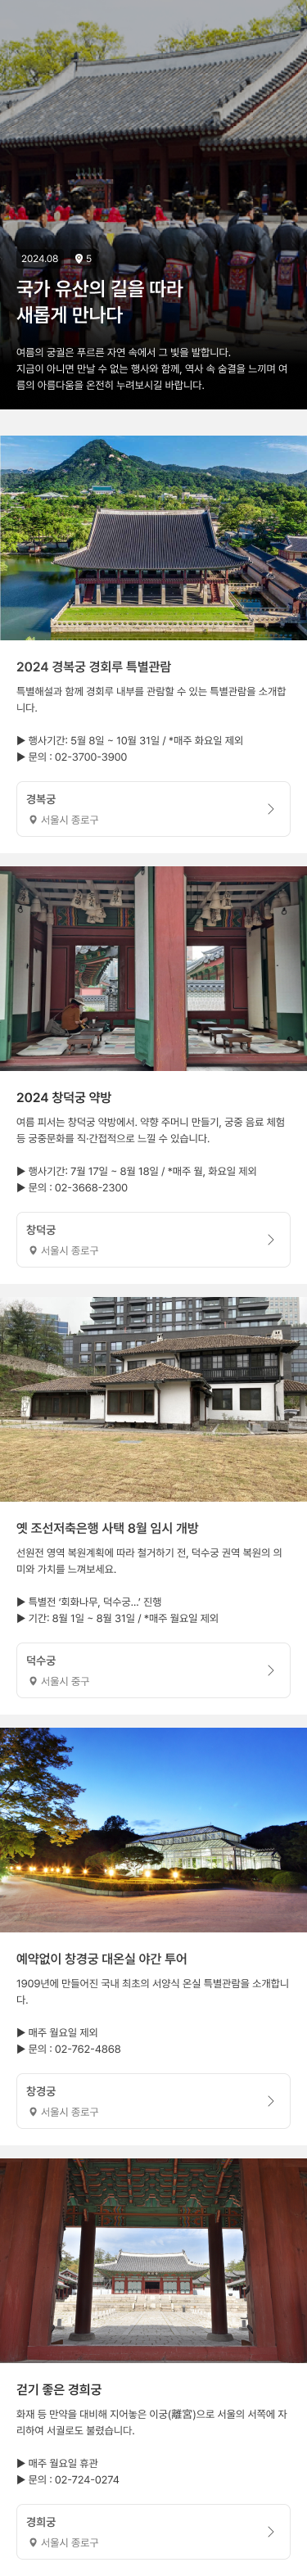 2024.08 5
국가 유산의 길을 따라
새롭게 만나다
여름의 궁궐은 푸르른 자연 속에서 그 빛을 발합니다.
지금이 아니면 만날 수 없는 행사와 함께, 역사 속 숨결을 느끼며 여
름의 아름다움을 온전히 누려보시길 바랍니다.
2024 경복궁 경회루 특별관람
특별해설과 함께 경회루 내부를 관람할 수 있는 특별관람을 소개합
니다.
▶ 행사기간: 5월 8일 ~ 10월 31일 / *매주 화요일 제외
▶ 문의 : 02-3700-3900
경복궁
서울시 종로구
2024 창덕궁 약방
여름 피서는 창덕궁 약방에서. 약향 주머니 만들기, 궁중 음료 체험
등 궁중문화를 직·간접적으로 느낄 수 있습니다.
▶ 행사기간: 7월 17일 ~ 8월 18일 / *매주 월, 화요일 제외
▶ 문의 : 02-3668-2300
창덕궁
서울시 종로구
옛 조선저축은행 사택 8월 임시 개방
선원전 영역 복원계획에 따라 철거하기 전, 덕수궁 권역 복원의 의
미와 가치를 느껴보세요.
▶ 특별전 ‘회화나무, 덕수궁...’ 진행
▶ 기간: 8월 1일 ~ 8월 31일 / *매주 월요일 제외
덕수궁
서울시 중구
예약없이 창경궁 대온실 야간 투어
1909년에 만들어진 국내 최초의 서양식 온실 특별관람을 소개합니
다.
▶ 매주 월요일 제외
▶ 문의 : 02-762-4868
창경궁
서울시 종로구
걷기 좋은 경희궁
화재 등 만약을 대비해 지어놓은 이궁(離宮)으로 서울의 서쪽에 자
리하여 서궐로도 불렸습니다.
▶ 매주 월요일 휴관
▶ 문의 : 02-724-0274
경희궁
서울시 종로구